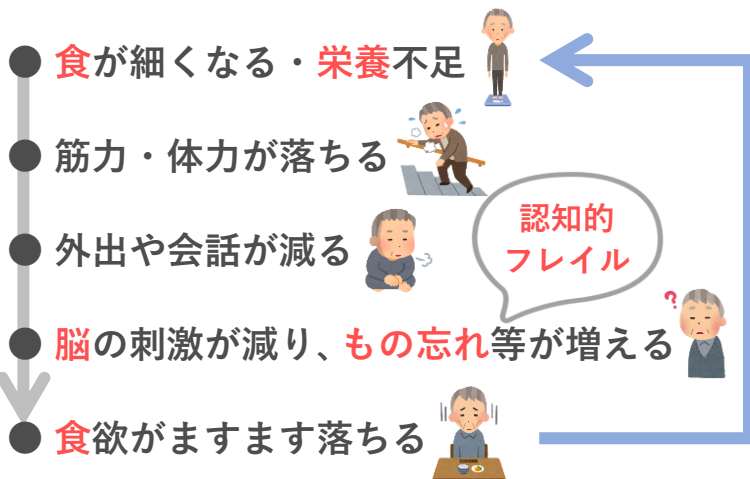 ● 食が細くなる・栄養不足
● 筋力・体力が落ちる
● 外出や会話が減る
認知的
フレイル
?
● 脳の刺激が減り、もの忘れ等が増える
● 食欲がますます落ちる